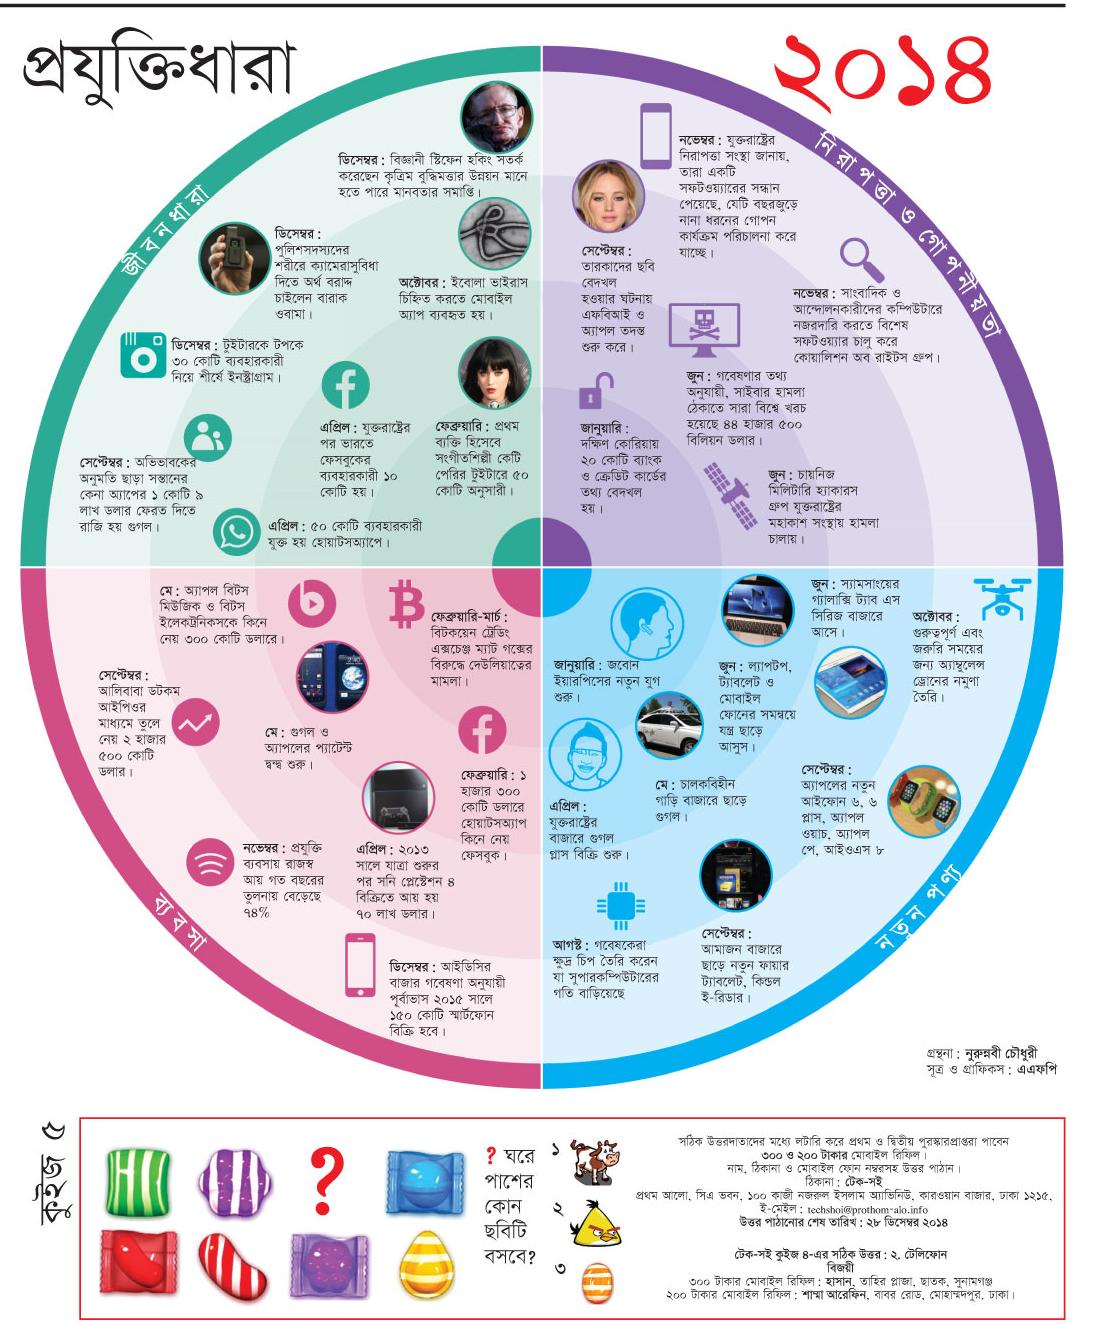 প্রযুক্তিধারা
২০১৪
জীবনধারা
ডিসেম্বর : বিজ্ঞানী স্টিফেন হকিং সতর্ক
করেছেন কৃত্রিম বুদ্ধিমত্তার উন্নয়ন মানে
হতে পারে মানবতার সমাপ্তি।
ডিসেম্বর :
পুলিশসদস্যদের
শরীরে ক্যামেরাসুবিধা
দিতে অর্থ বরাদ্দ
চাইলেন বারাক
ওবামা।
অক্টোবর : ইবোলা ভাইরাস
চিহ্নিত করতে মোবাইল
অ্যাপ ব্যবহৃত হয়।
ডিসেম্বর : টুইটারকে টপকে
৩০ কোটি ব্যবহারকারী
নিয়ে শীর্ষে ইনস্ট্রাগ্রাম।
এপ্রিল : যুক্তরাষ্ট্রের
পর ভারতে
ফেসবুকের
ব্যবহারকারী ১০
কোটি হয়।
ফেব্রুয়ারি : প্রথম
ব্যক্তি হিসেবে
সংগীতশিল্পী কেটি
পেরির টুইটারে ৫০
কোটি অনুসারী।
সেপ্টেম্বর : অভিভাবকের
অনুমতি ছাড়া সন্তানের
কেনা অ্যাপের ১ কোটি ৯
লাখ ডলার ফেরত দিতে
রাজি হয় গুগল।
এপ্রিল : ৫০ কোটি ব্যবহারকারী
যুক্ত হয় হোয়াটসঅ্যাপে।
নিরাপত্তা ও গোপনীয়তা
নভেম্বর : যুক্তরাষ্ট্রের
নিরাপত্তা সংস্থা জানায়,
তারা একটি
সফটওয়্যারের সন্ধান
পেয়েছে, যেটি বছরজুড়ে
নানা ধরনের গোপন
কার্যক্রম পরিচালনা করে
যাচ্ছে।
সেপ্টেম্বর :
তারকাদের ছবি
বেদখল
হওয়ার ঘটনায়
এফবিআই ও
অ্যাপল তদন্ত
শুরু করে।
নভেম্বর : সাংবাদিক ও
আন্দোলনকারীদের কম্পিউটারে
নজরদারি করতে বিশেষ
সফটওয়্যার চালু করে
কোয়ালিশন অব রাইটস গ্রুপ।
জুন : গবেষণার তথ্য
অনুযায়ী, সাইবার হামলা
ঠেকাতে সারা বিশ্বে খরচ
হয়েছে ৪৪ হাজার ৫০০
বিলিয়ন ডলার।
জানুয়ারি :
দক্ষিণ কোরিয়ায়
২০ কোটি ব্যাংক
ও ক্রেডিট কার্ডের
তথ্য বেদখল
হয়।
জুন : চায়নিজ
মিলিটারি হ্যাকারস
গ্রুপ যুক্তরাষ্ট্রের
মহাকাশ সংস্থায় হামলা
চালায়।
মে : অ্যাপল বিটস
মিউজিক ও বিটস
ইলেকট্রনিকসকে কিনে
নেয় ৩০০ কোটি ডলারে।
ফেব্রুয়ারি-মার্চ :
বিটকয়েন ট্রেডিং
এক্সচেঞ্জ ম্যাট গক্সের
বিরুদ্ধে দেউলিয়াত্বের
মামলা।
সেপ্টেম্বর :
আলিবাবা ডটকম
আইপিওর
মাধ্যমে তুলে
নেয় ২ হাজার
৫০০ কোটি
ডলার।
মে : গুগল ও
অ্যাপলের প্যাটেন্ট
দ্বন্দ্ব শুরু।
ফেব্রুয়ারি : ১
হাজার ৩০০
কোটি ডলারে
হোয়াটসঅ্যাপ
কিনে নেয়
ফেসবুক।
নভেম্বর : প্রযুক্তি
ব্যবসায় রাজস্ব
আয় গত বছরের
তুলনায় বেড়েছে
৭৪%
এপ্রিল : ২০১৩
সালে যাত্রা শুরুর
পর সনি প্লেস্টেশন ৪
বিক্রিতে আয় হয়
৭০ লাখ ডলার।
ডিসেম্বর : আইডিসির
বাজার গবেষণা অনুযায়ী
পূর্বাভাস ২০১৫ সালে
১৫০ কোটি স্মার্টফোন
বিক্রি হবে।
ব্যবসা
জানুয়ারি : জবোন
ইয়ারপিসের নতুন যুগ
শুরু।
জুন : স্যামসাংয়ের
গ্যালাক্সি ট্যাব এস
সিরিজ বাজারে
আসে।
অক্টোবর :
গুরুত্বপূর্ণ এবং
জরুরি সময়ের
জন্য অ্যাম্বুলেন্স
ড্রোনের নমুণা
তৈরি।
জুন : ল্যাপটপ,
ট্যাবলেট ও
মোবাইল
ফোনের সমন্বয়ে
যন্ত্র ছাড়ে
আসুস।
এপ্রিল :
যুক্তরাষ্ট্রের
বাজারে গুগল
গ্লাস বিক্রি শুরু।
মে : চালকবিহীন
গাড়ি বাজারে ছাড়ে
গুগল।
সেপ্টেম্বর :
অ্যাপলের নতুন
আইফোন ৬, ৬
প্লাস, অ্যাপল
ওয়াচ, অ্যাপল
পে, আইওএস ৮
আগস্ট : গবেষকেরা
ক্ষুদ্র চিপ তৈরি করেন
যা সুপারকম্পিউটারের
গতি বাড়িয়েছে
সেপ্টেম্বর :
আমাজন বাজারে
ছাড়ে নতুন ফায়ার
ট্যাবলেট, কিন্ডল
ই-রিডার।
নতুন পণ্য
গ্রন্থনা : নুরুন্নবী চৌধুরী
সূত্র ও গ্রাফিকস : এএফপি
কুইজ ৫
?
? ঘরে
পাশের
কোন
ছবিটি
বসবে?
১
২
৩
সঠিক উত্তরদাতাদের মধ্যে লটারি করে প্রথম ও দ্বিতীয় পুরস্কারপ্রাপ্তরা পাবেন
৩০০ ও ২০০ টাকার মোবাইল রিফিল।
নাম, ঠিকানা ও মোবাইল ফোন নম্বরসহ উত্তর পাঠান।
ঠিকানা : টেক-সই
প্রথম আলো, সিএ ভবন, ১০০ কাজী নজরুল ইসলাম অ্যাভিনিউ, কারওয়ান বাজার, ঢাকা ১২১৫,
ই-মেইল : techshoi@prothom-alo.info
উত্তর পাঠানোর শেষ তারিখ : ২৮ ডিসেম্বর ২০১৪
টেক-সই কুইজ ৪-এর সঠিক উত্তর : ২. টেলিফোন
বিজয়ী
৩০০ টাকার মোবাইল রিফিল : হাসান, তাহির প্লাজা, ছাতক, সুনামগঞ্জ
২০০ টাকার মোবাইল রিফিল : শাম্মা আরেফিন, বাবর রোড, মোহাম্মদপুর, ঢাকা।